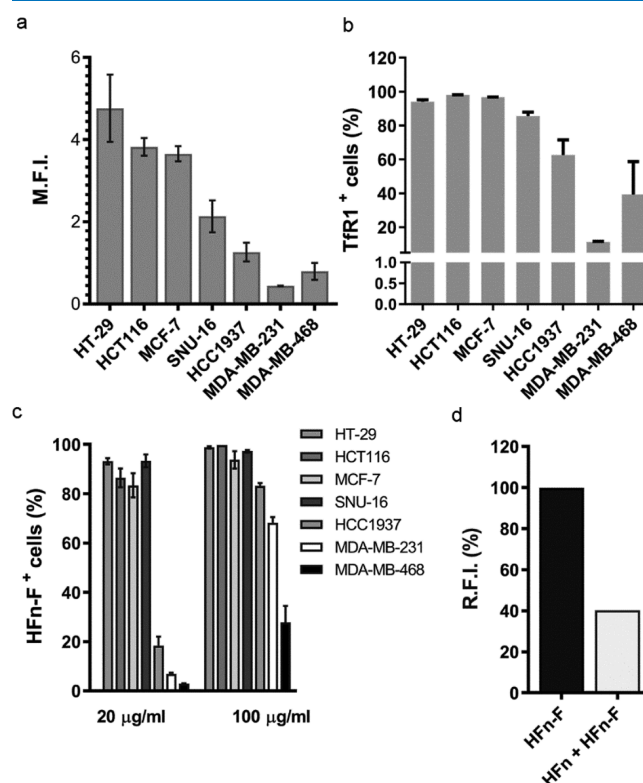 a
M.F.I.
6
4
2
0
HT-29
HCT116
MCF-7
SNU-16
HCC1937
MDA-MB-231
MDA-MB-468
b
TfR1 + cells (%)
120
100
80
60
40
20
1.0
0.5
0.0
HT-29
HCT116
MCF-7
SNU-16
HCC1937
MDA-MB-231
MDA-MB-468
c
HFn-F + cells (%)
100
80
60
40
20
0
20 µg/ml
100 µg/ml
HT-29
HCT116
MCF-7
SNU-16
HCC1937
MDA-MB-231
MDA-MB-468
d
R.F.I. (%)
120
100
80
60
40
20
0
HFn-F
HFn + HFn-F